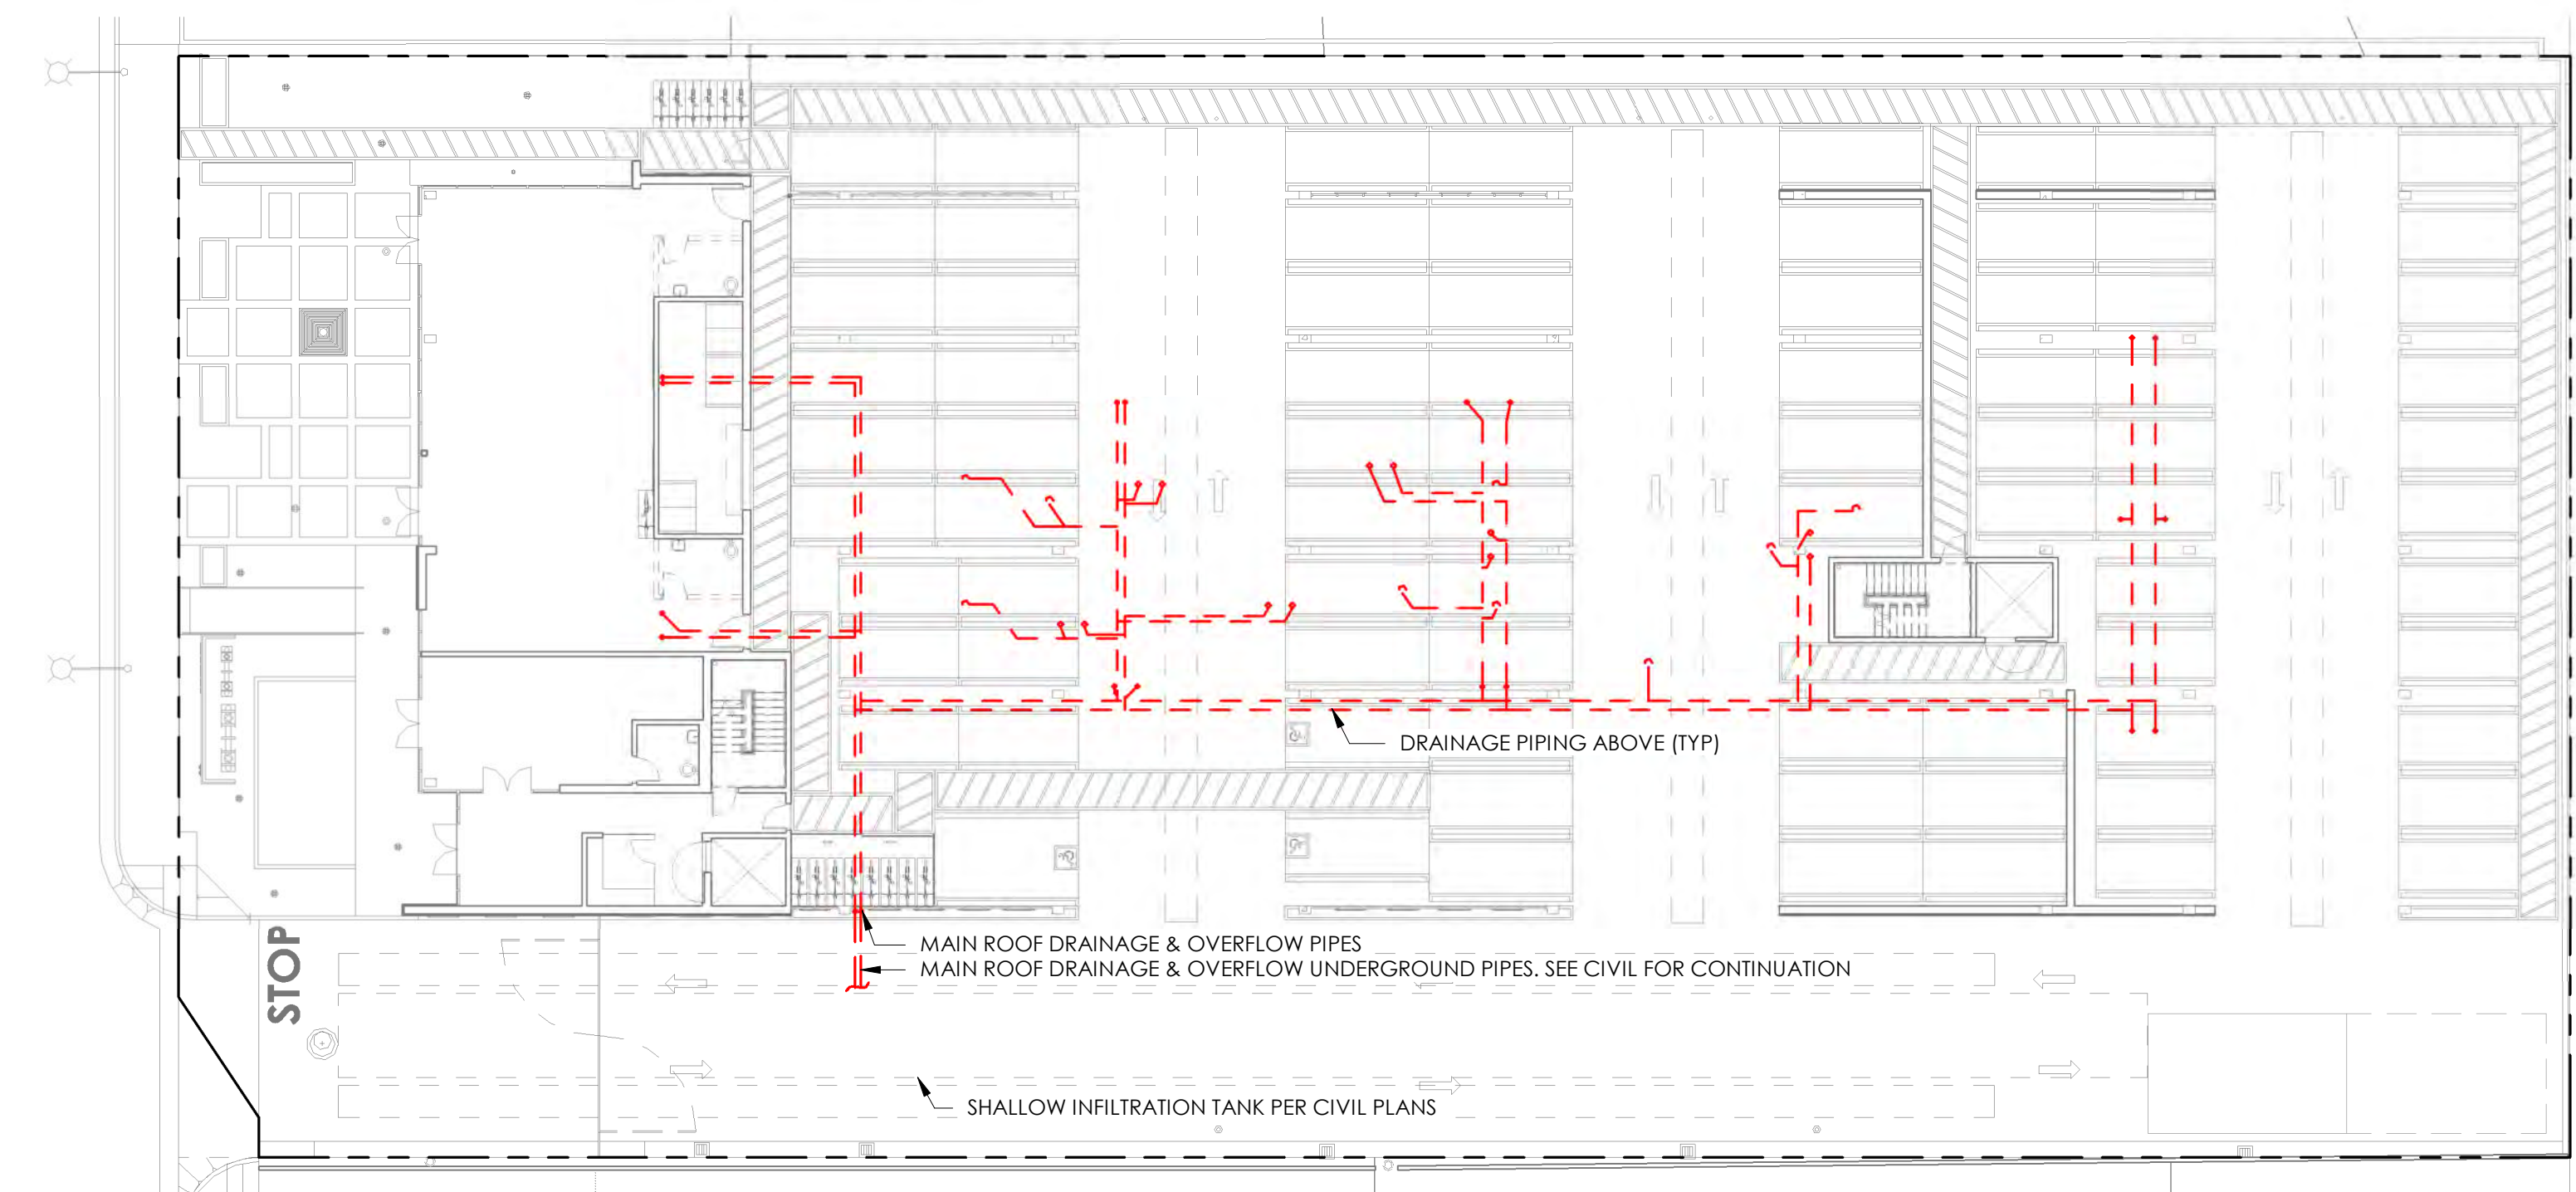 DRAINAGE PIPING ABOVE (TYP)
STOP
MAIN ROOF DRAINAGE & OVERFLOW PIPES
MAIN ROOF DRAINAGE & OVERFLOW UNDERGROUND PIPES. SEE CIVIL FOR CONTINUATION
SHALLOW INFILTRATION TANK PER CIVIL PLANS